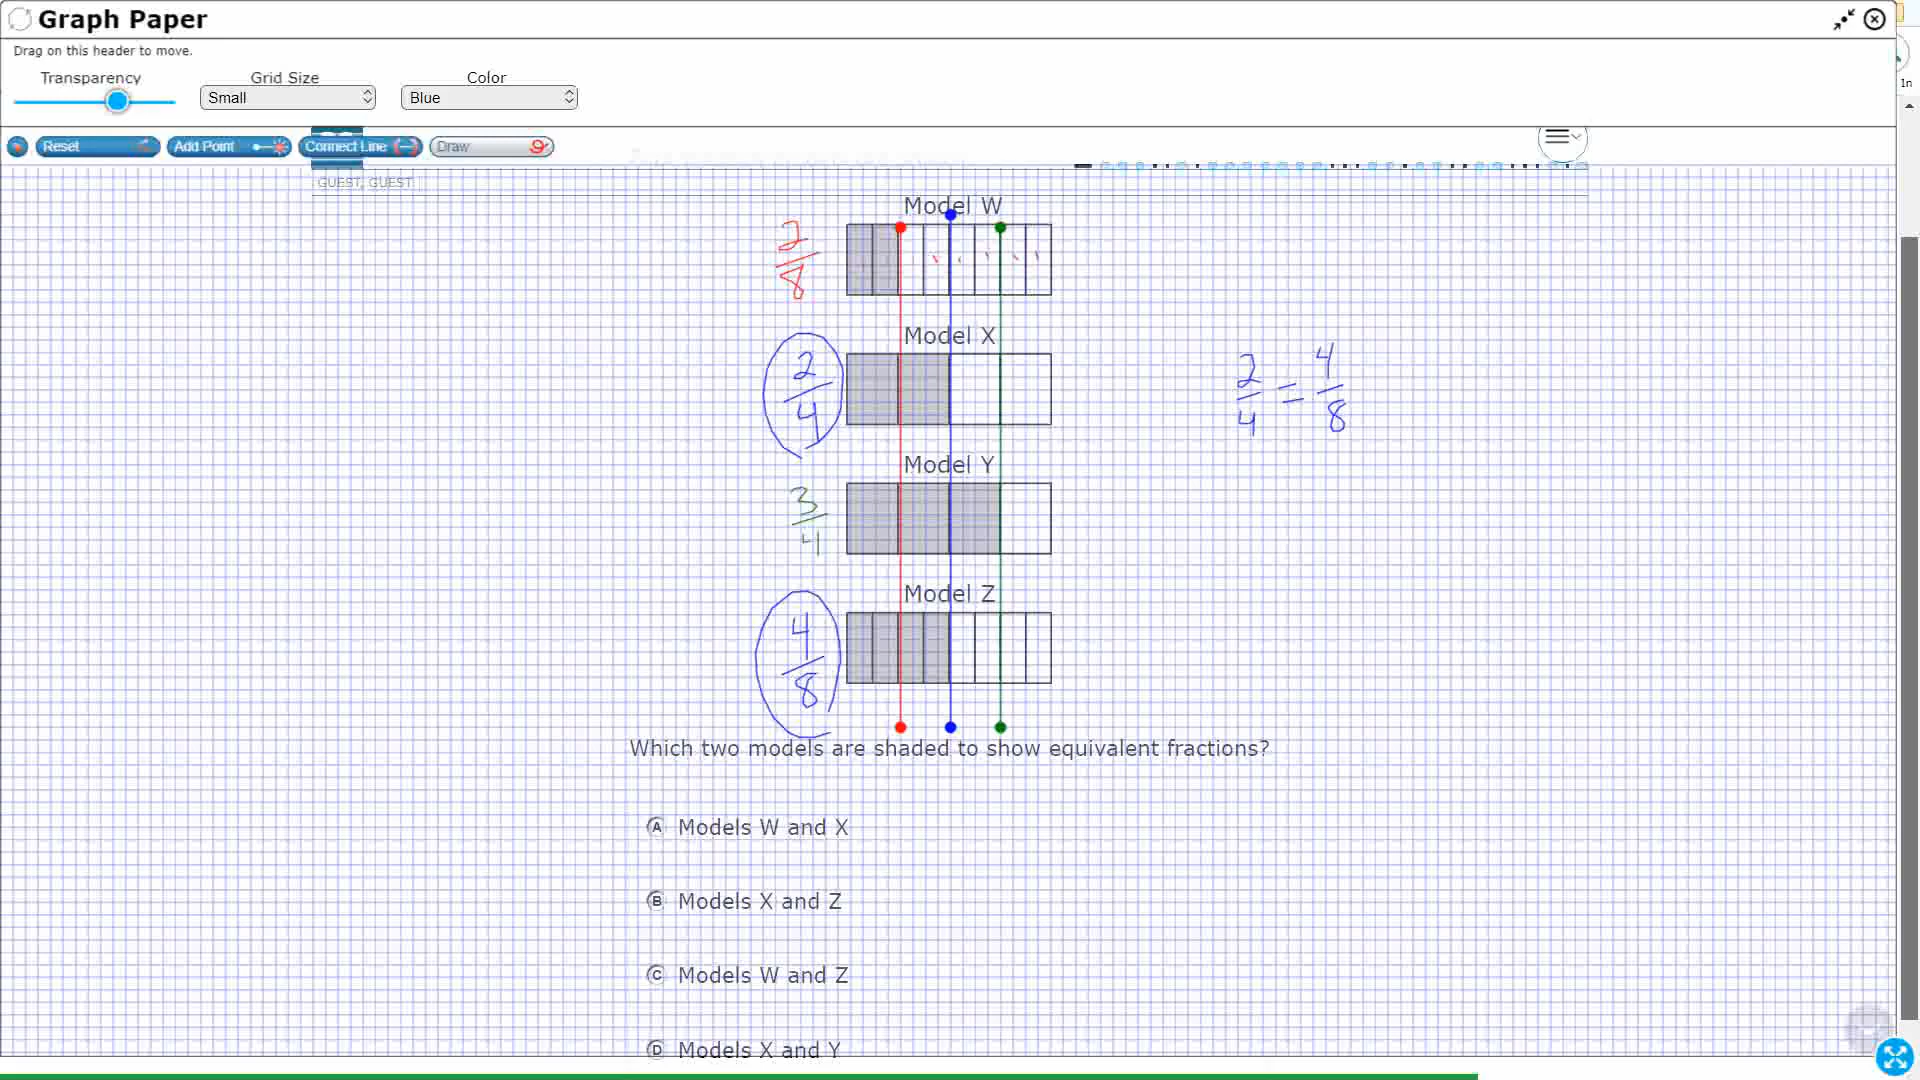 Graph Paper
Drag on this header to move.
Transparency
Grid Size
Color
Small
Blue
1n
Reset
Add Point
Connect Line
Draw
GUEST, GUEST
Model W
2/8
Model X
2/4
2/4 = 4/8
Model Y
3/4
Model Z
4/8
Which two models are shaded to show equivalent fractions?
A Models W and X
B Models X and Z
C Models W and Z
D Models X and Y